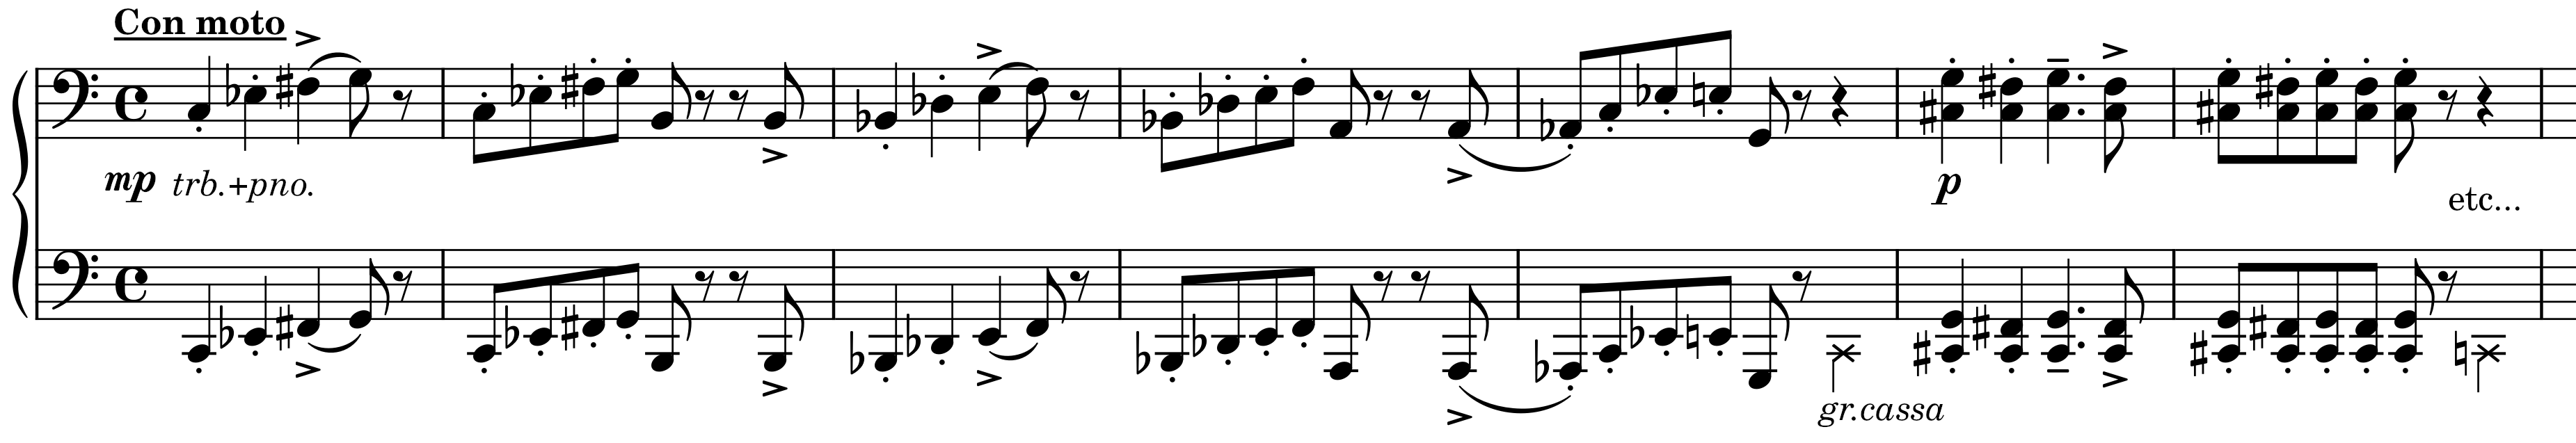 Con moto
mp trb.+pno.
p
etc...
gr.cassa